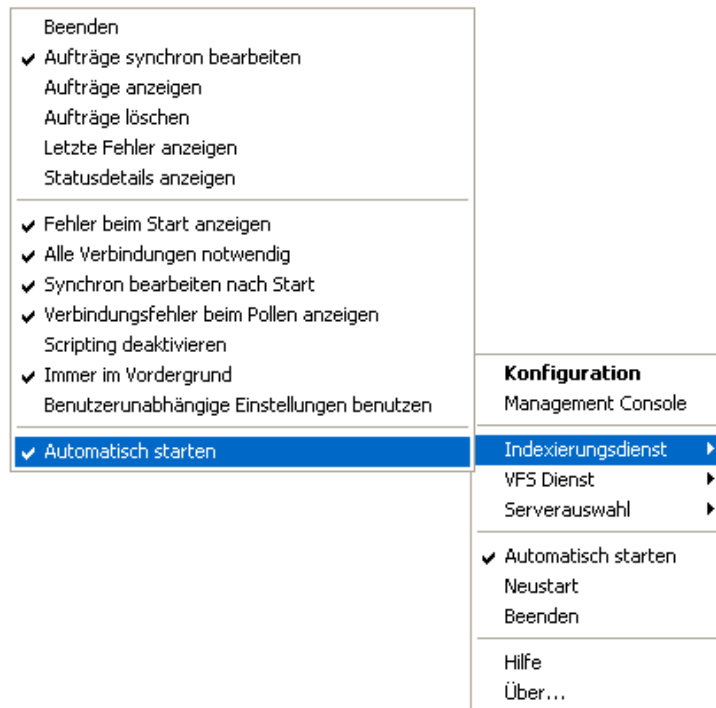 Beenden
Aufträge synchron bearbeiten
Aufträge anzeigen
Aufträge löschen
Letzte Fehler anzeigen
Statusdetails anzeigen
Fehler beim Start anzeigen
Alle Verbindungen notwendig
Synchron bearbeiten nach Start
Verbindungsfehler beim Pollen anzeigen
Scripting deaktivieren
Immer im Vordergrund
Benutzerunabhängige Einstellungen benutzen
Automatisch starten
Konfiguration
Management Console
Indexierungsdienst
VFS Dienst
Serverauswahl
Automatisch starten
Neustart
Beenden
Hilfe
Über...